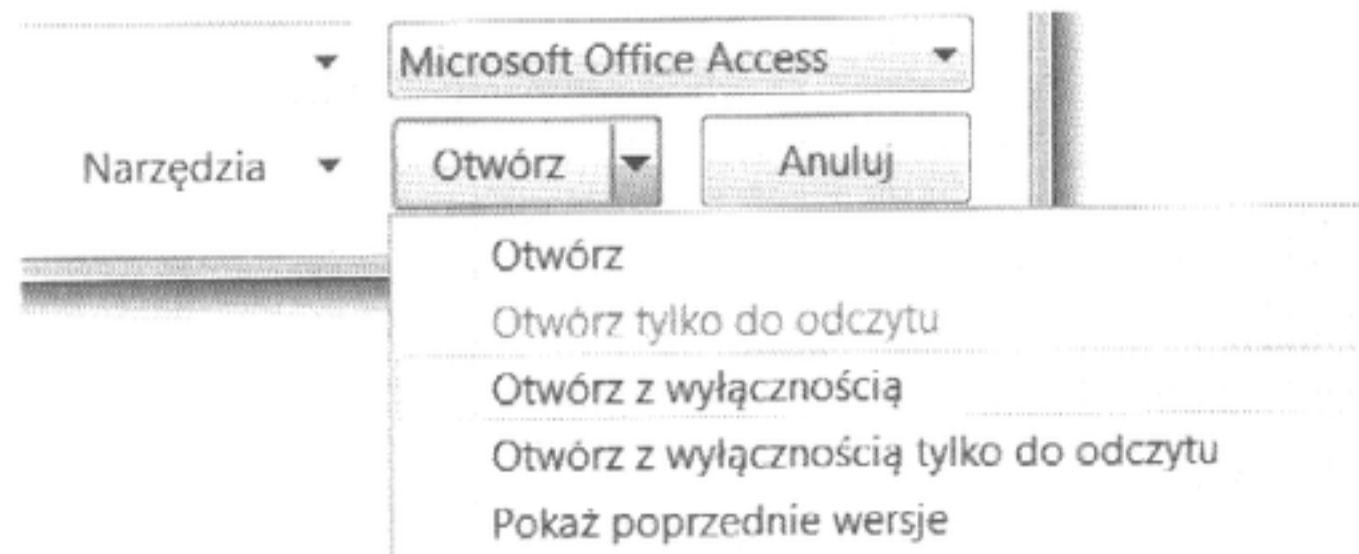 Microsoft Office Access
Narzędzia Otwórz Anuluj
Otwórz
Otwórz tylko do odczytu
Otwórz z wyłącznością
Otwórz z wyłącznością tylko do odczytu
Pokaż poprzednie wersje